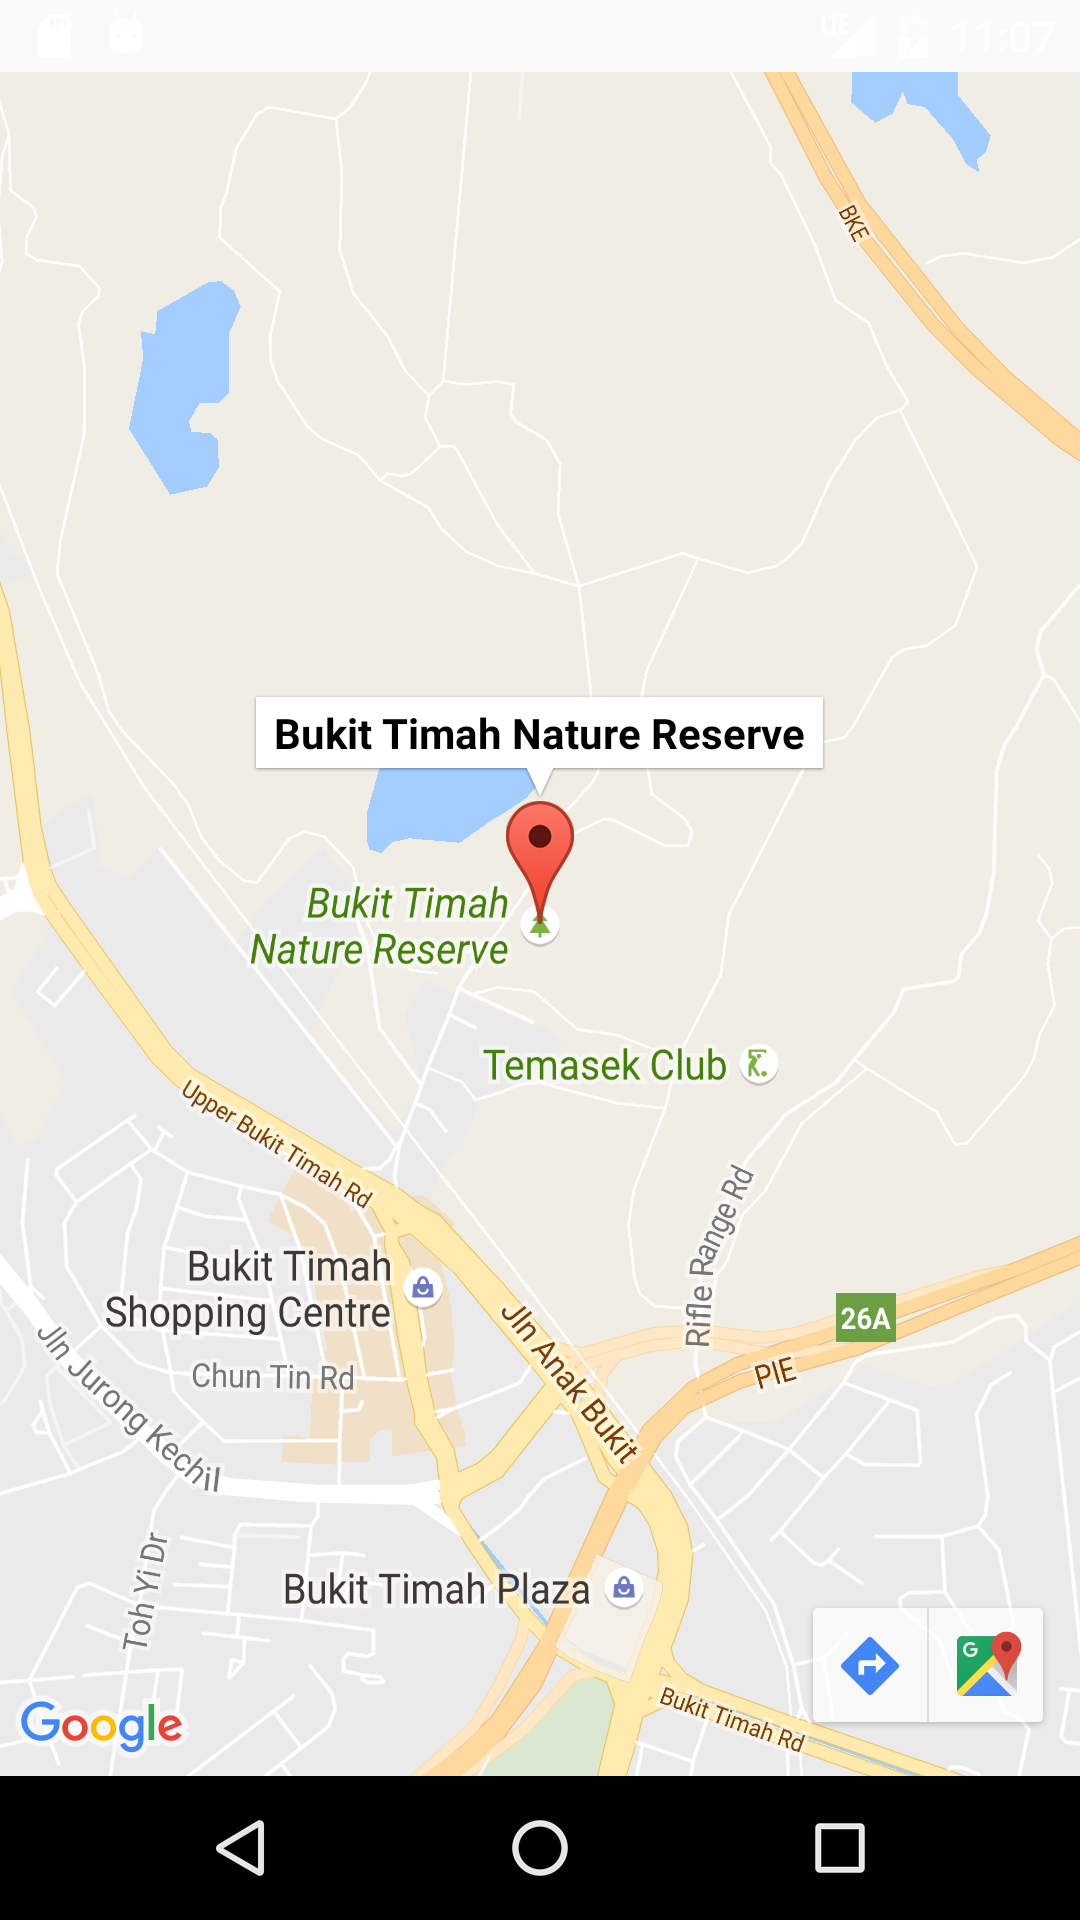 LTE 11:07
BKE
Bukit Timah Nature Reserve
Bukit Timah
Nature Reserve
Temasek Club
Upper Bukit Timah Rd
Rifle Range Rd
Bukit Timah
Shopping Centre
26A
Jln Anak Bukit
PIE
Jln Jurong Kechil
Chun Tin Rd
Toh Yi Dr
Bukit Timah Plaza
G
Bukit Timah Rd
Google